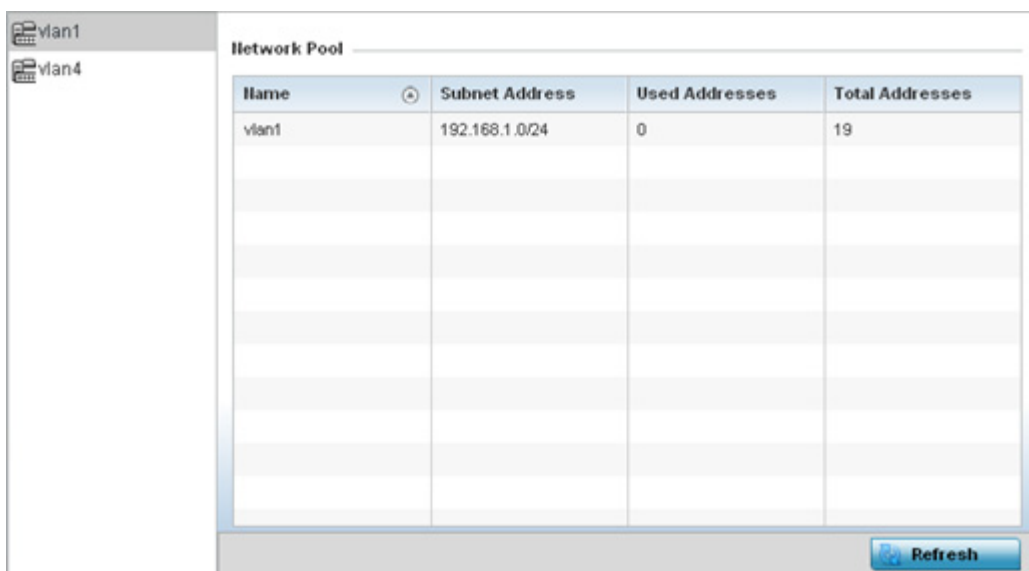 vlan1
vlan4
Network Pool
Name Subnet Address Used Addresses Total Addresses
vlan1 192.168.1.0/24 0 19
Refresh